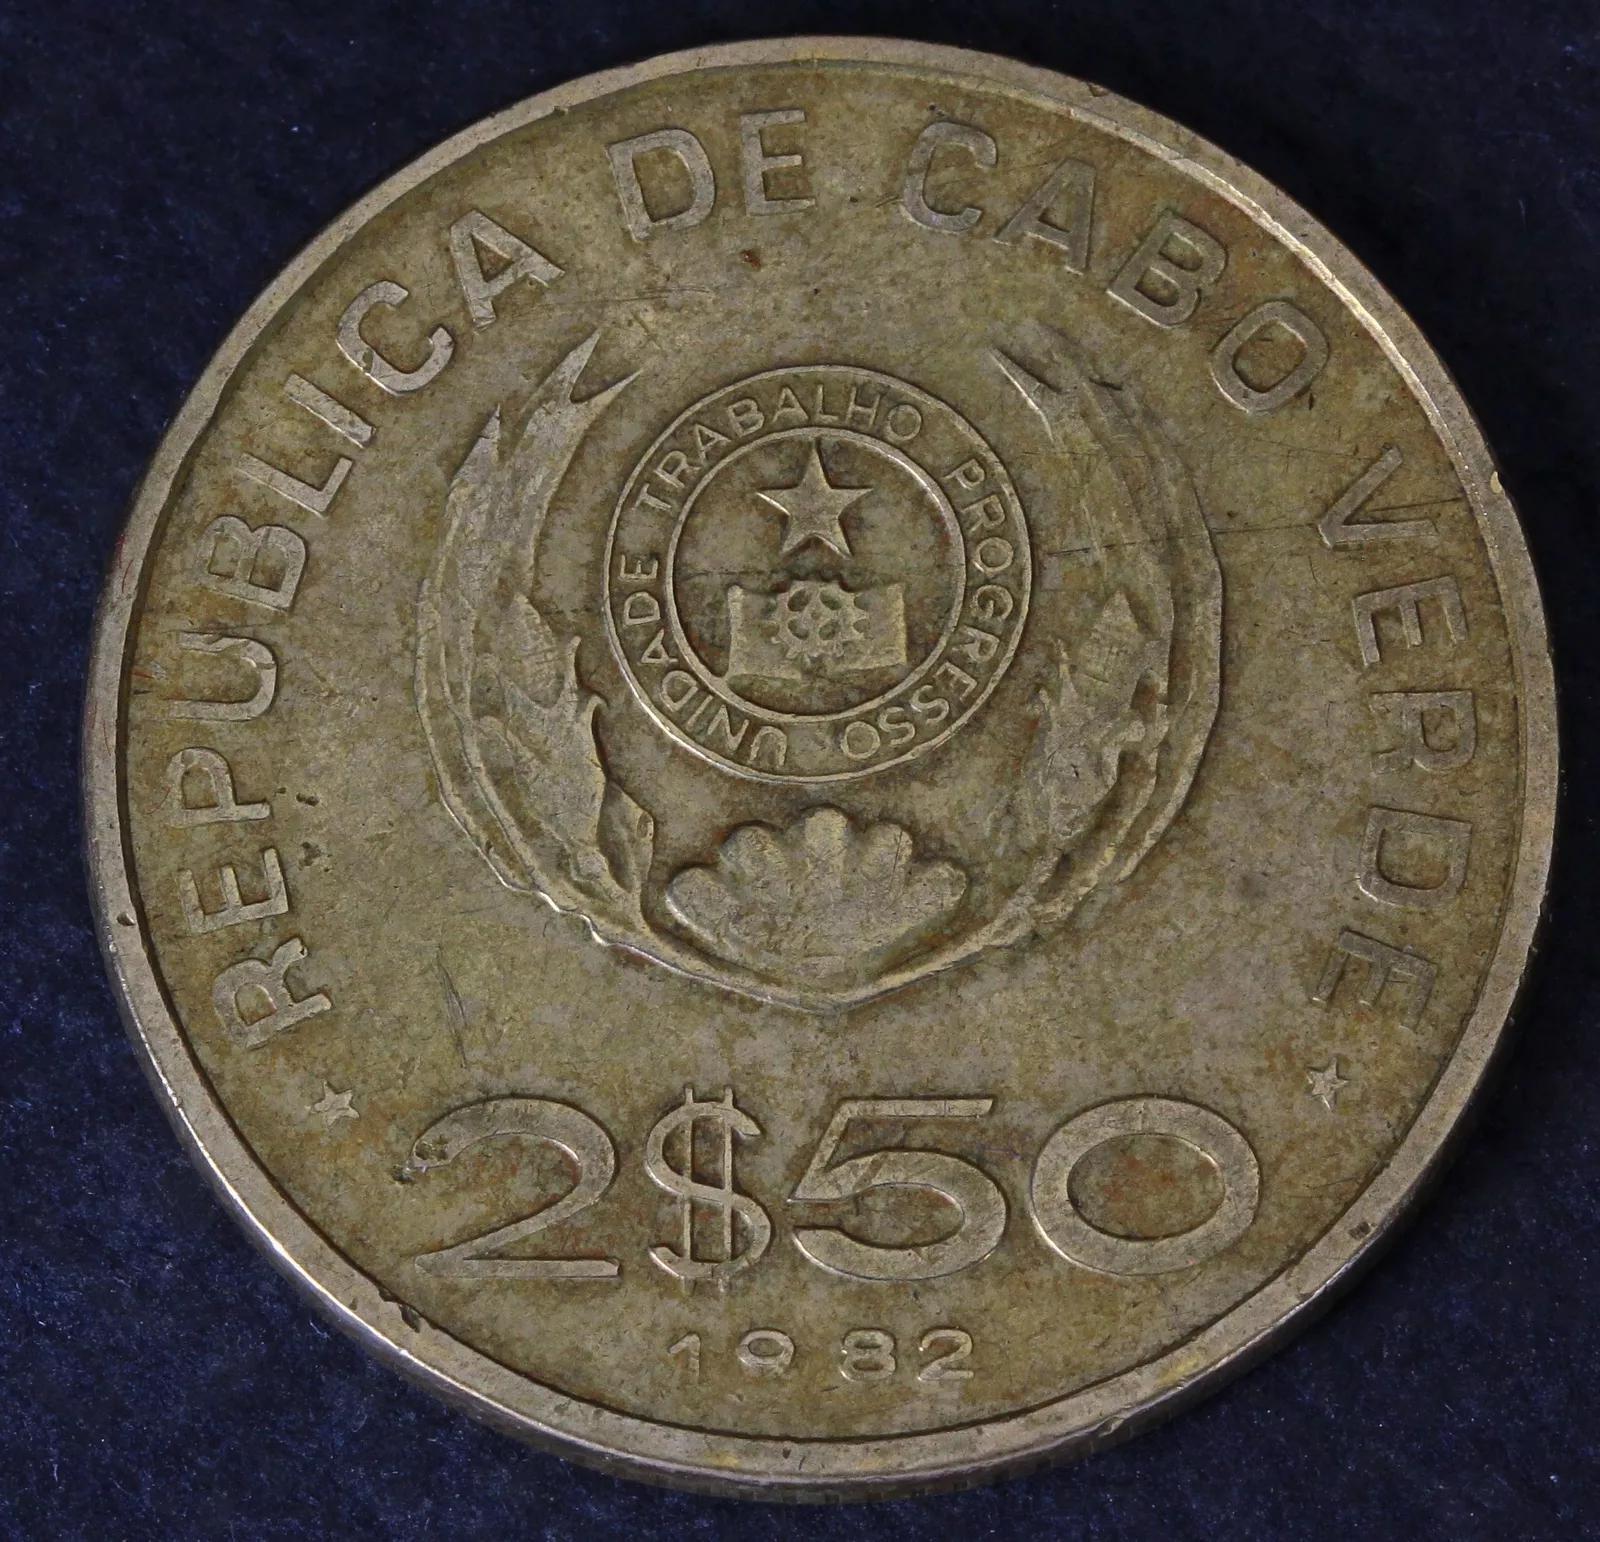 REPUBLICA DE CABO VERDE
UNIDADE TRABALHO PROGRESSO
2$50
1982